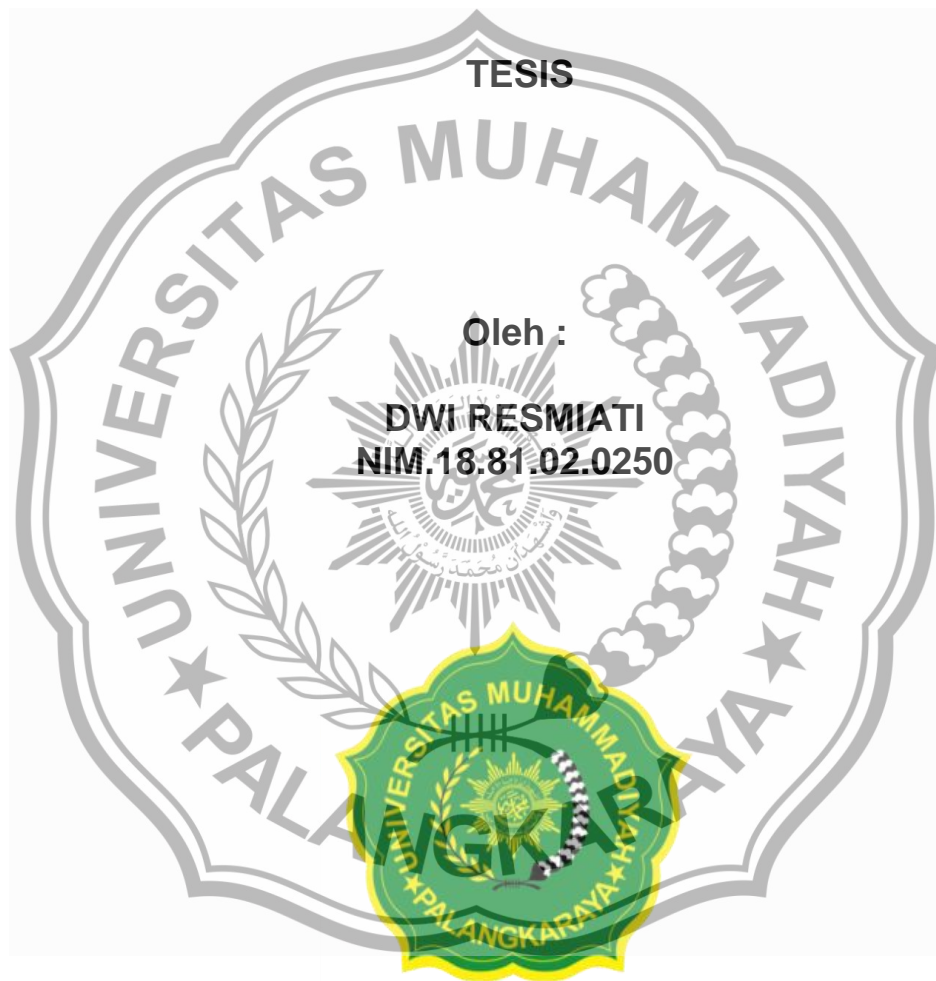 TESIS
UNIVERSITAS MUHAMMADIYAH
Oleh :
DWI RESMIATI
NIM.18.81.02.0250
★ PALANGKARAYA ★
UNIVERSITAS MUHAMMADIYAH
★PALANGKARAYA★